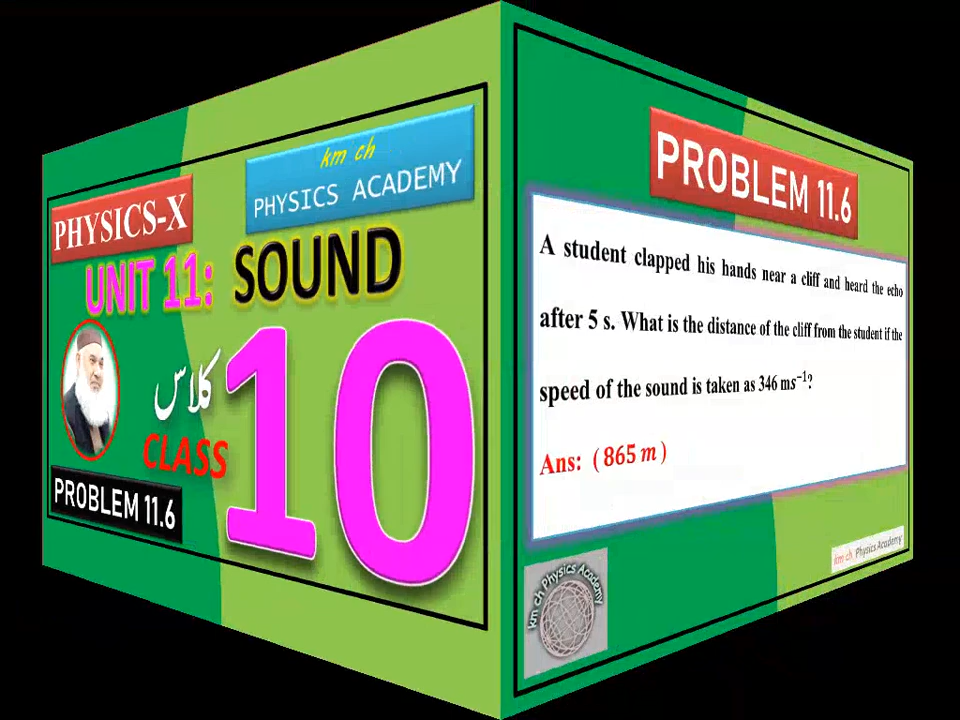 km ch
PHYSICS ACADEMY
PHYSICS-X
UNIT 11: SOUND
کلاس
CLASS
10
PROBLEM 11.6
PROBLEM 11.6
A student clapped his hands near a cliff and heard the echo
after 5 s. What is the distance of the cliff from the student if the
speed of the sound is taken as 346 ms⁻¹?
Ans: (865 m)
km ch Physics Academy
km ch Physics Academy